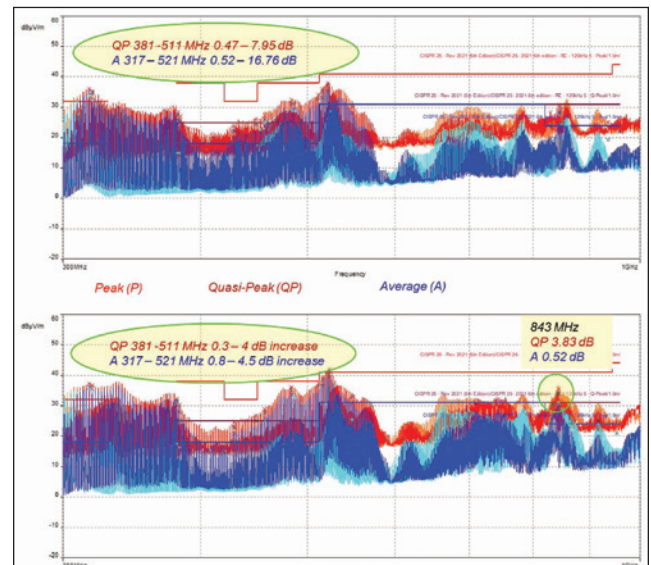 dBµV/m
60
QP 381-511 MHz 0.47 – 7.95 dB
A 317 – 521 MHz 0.52 – 16.76 dB
50
40
30
20
10
0
-10
-20
300MHz
Frequency
1GHz
Peak (P)
Quasi-Peak (QP)
Average (A)
dBµV/m
60
QP 381 -511 MHz 0.3 – 4 dB increase
A 317 – 521 MHz 0.8 – 4.5 dB increase
843 MHz
QP 3.83 dB
A 0.52 dB
50
40
30
20
10
0
-10
-20